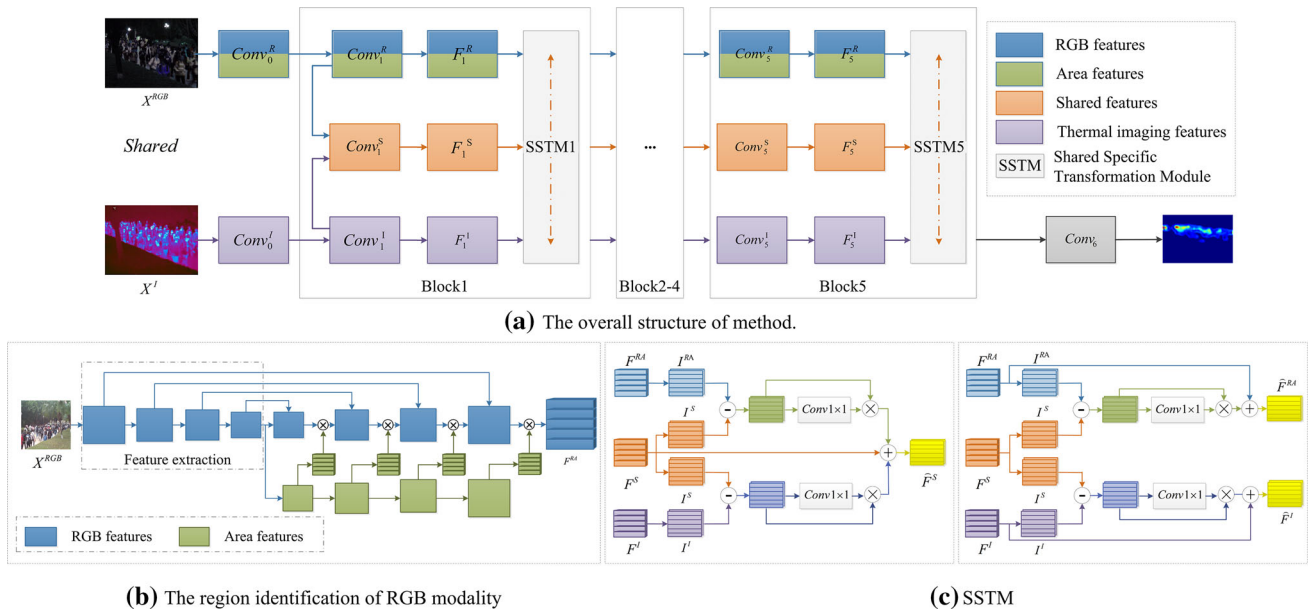 X^{RGB}
Shared
X^{I}
Conv_0^R
Conv_1^R
F_1^R
Conv_1^S
F_1^S
Conv_0^I
Conv_1^I
F_1^I
SSTM1
Block1
...
Block2-4
Conv_5^R
F_5^R
Conv_5^S
F_5^S
Conv_5^I
F_5^I
SSTM5
Block5
Conv_6
RGB features
Area features
Shared features
Thermal imaging features
SSTM
Shared Specific
Transformation Module
(a) The overall structure of method.
X^{RGB}
Feature extraction
F^{RA}
RGB features
Area features
(b) The region identification of RGB modality
F^{RA}
I^{RA}
I^S
F^S
I^S
F^I
I^I
Conv1×1
Conv1×1
F̂^S
F^{RA}
I^{RA}
I^S
F^S
I^S
F^I
I^I
Conv1×1
Conv1×1
F̂^{RA}
F̂^I
(c) SSTM